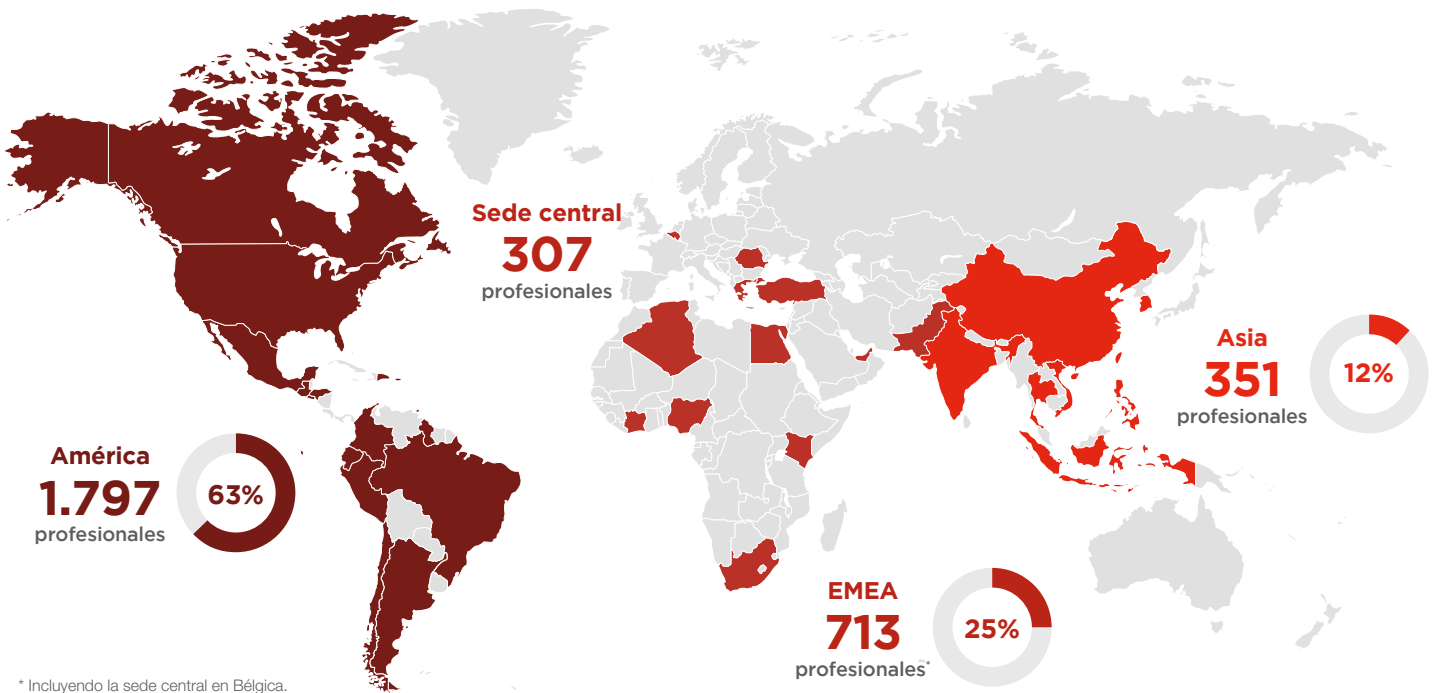 Sede central
307
profesionales
Asia
351
profesionales
12%
América
1.797
profesionales
63%
EMEA
713
profesionales*
25%
* Incluyendo la sede central en Bélgica.